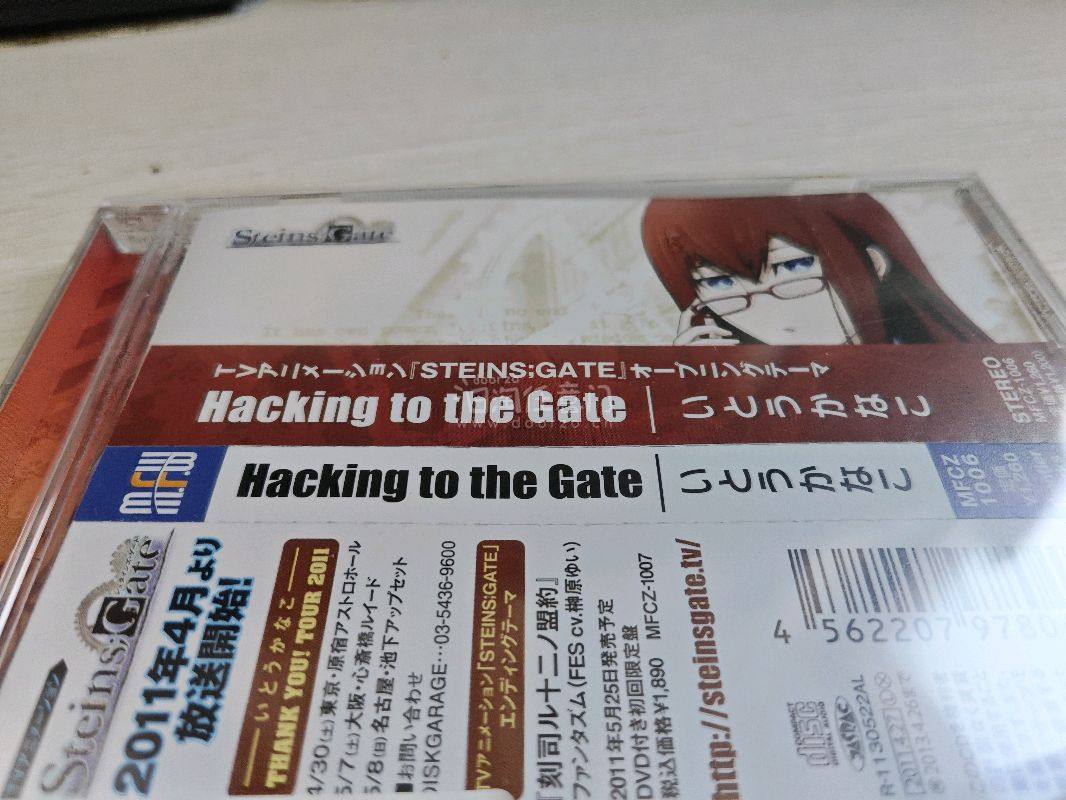 Steins;Gate
TVアニメーション『STEINS;GATE』オープニングテーマ
Hacking to the Gate
いとうかなこ
STEREO
Hacking to the Gate
いとうかなこ
MFCZ
1006
Steins;Gate
2011年4月より
放送開始!
いとうかなこ
THANK YOU! TOUR 2011
4/30(土)東京・原宿アストロホール
5/7(土)大阪・心斎橋ルイード
5/8(日)名古屋・池下アップセット
■お問い合わせ
DISKGARAGE…03-5436-9600
TVアニメーション「STEINS;GATE」
エンディングテーマ
『刻司ル十二ノ盟約』
ファンタズム(FES cv.榊原ゆい)
2011年5月25日発売予定
DVD付き初回限定盤 MFCZ-1007
税込価格¥1,890
http://steinsgate.tv/
562207 9780
COMPACT
disc
DIGITAL AUDIO
R-1130522AL